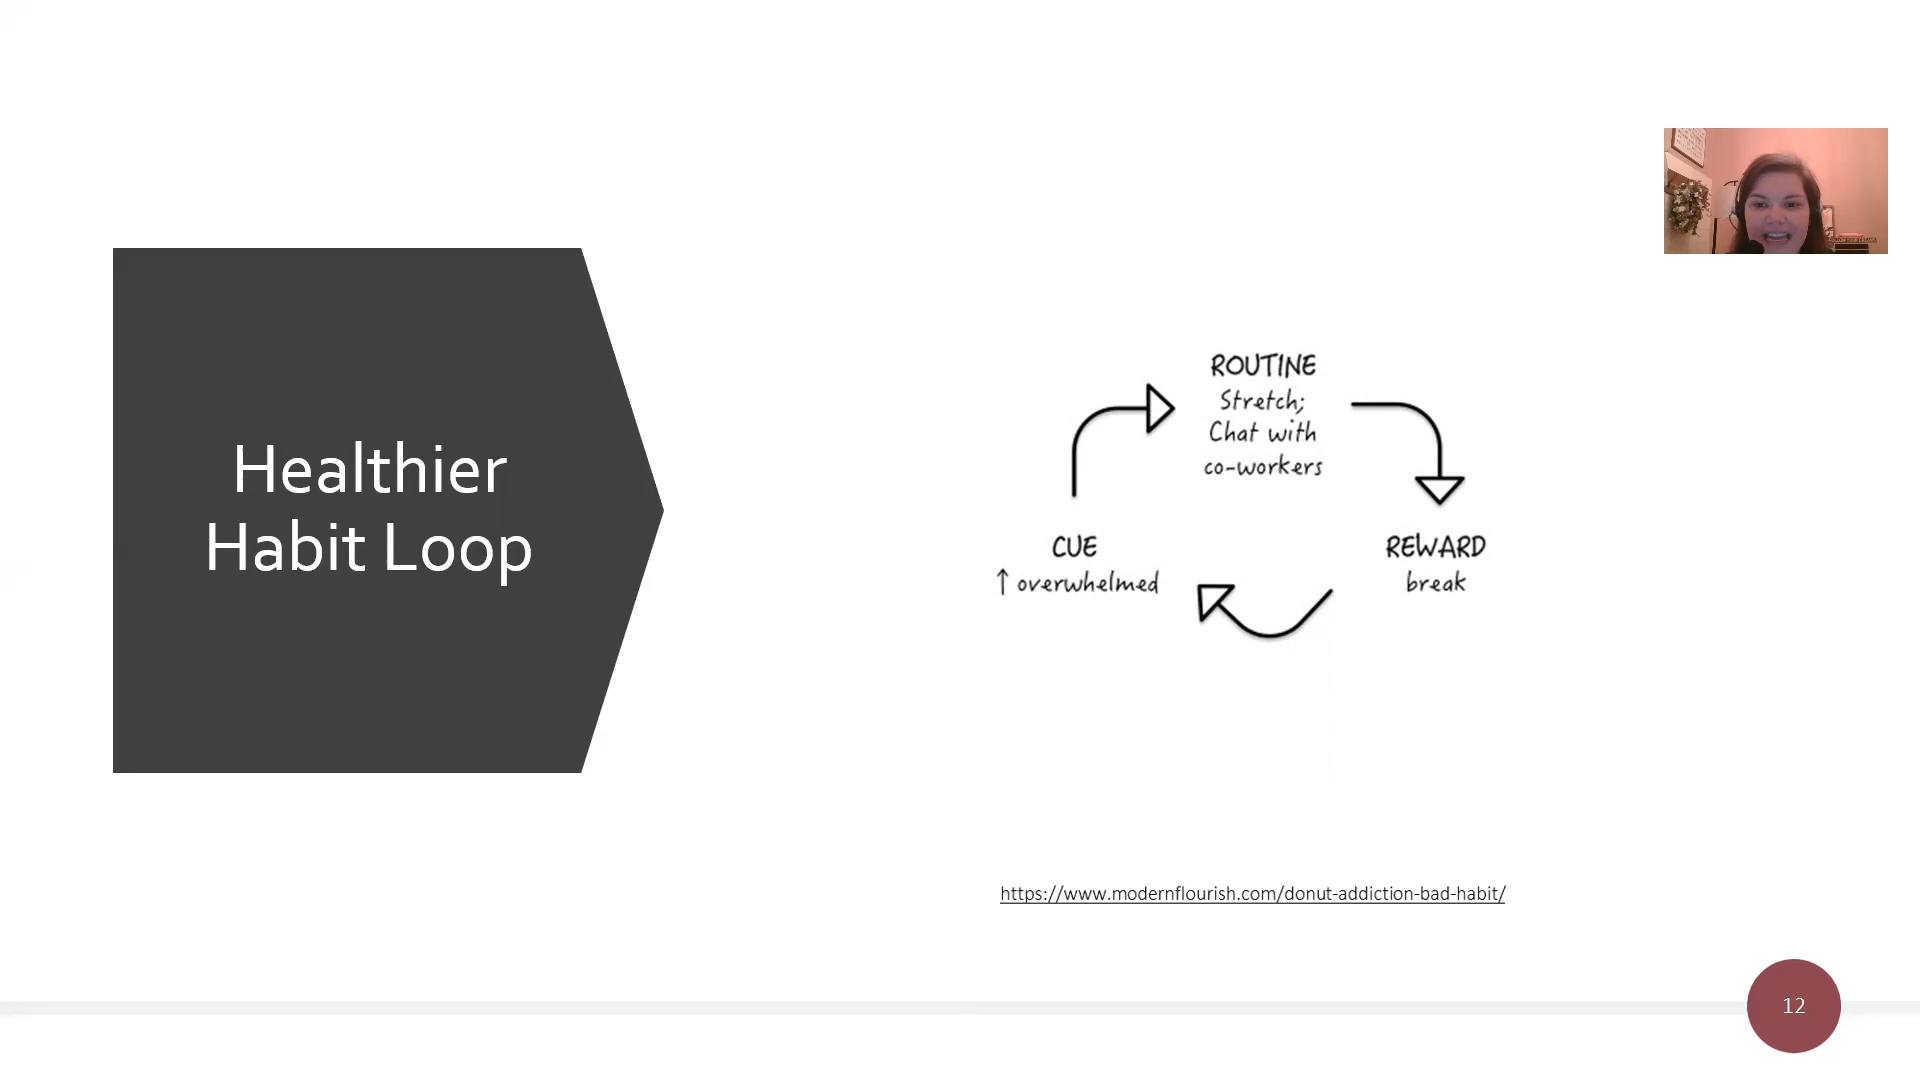 Healthier
Habit Loop
ROUTINE
Stretch;
Chat with
co-workers
CUE
↑ overwhelmed
REWARD
break
https://www.modernflourish.com/donut-addiction-bad-habit/
12